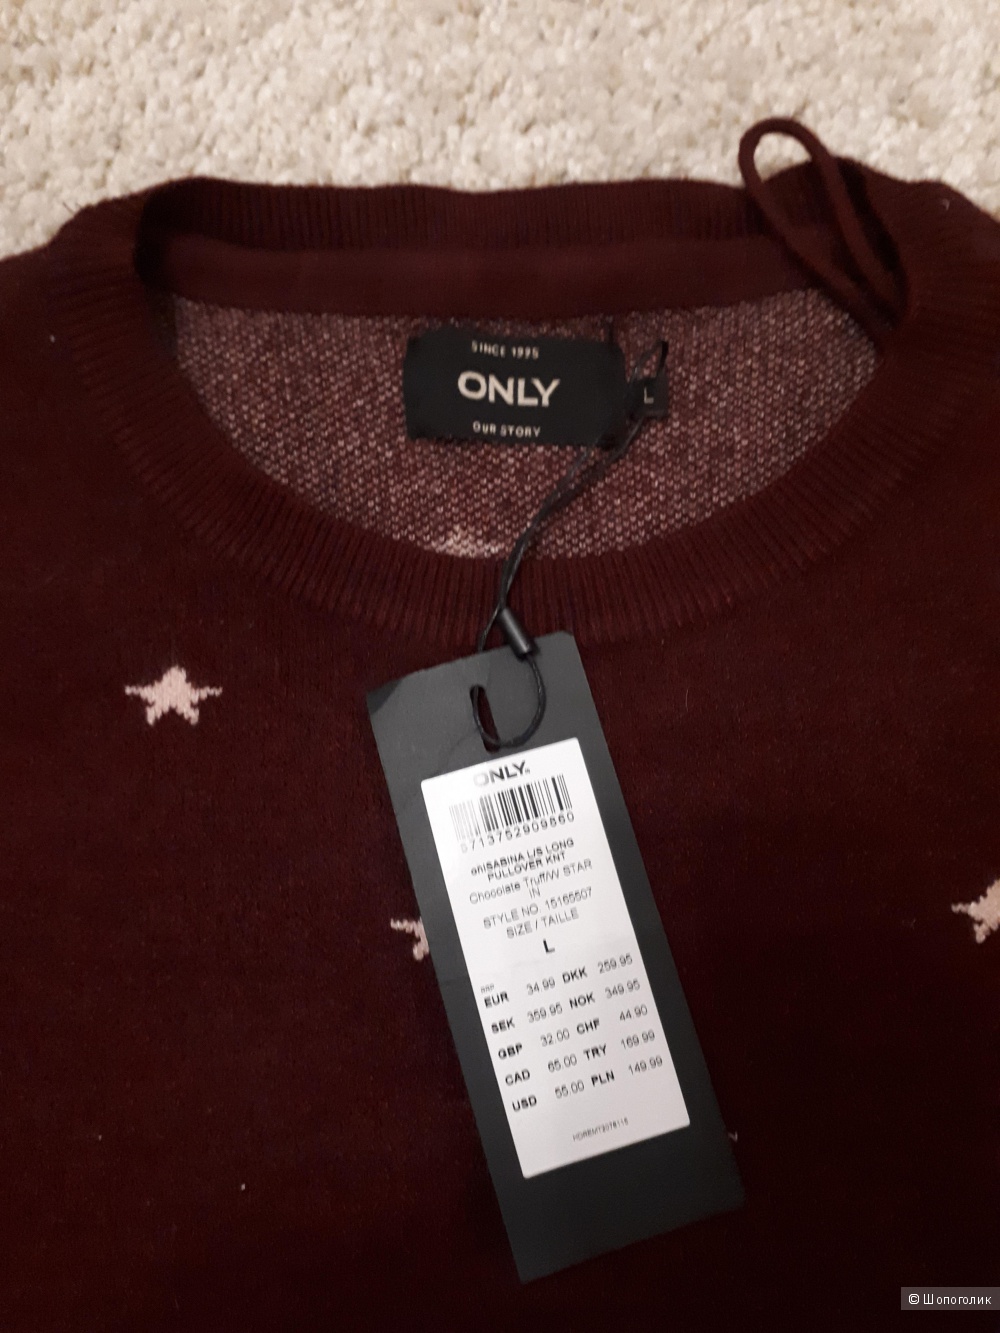 SINCE 1995
ONLY
OUR STORY
L
ONLY
5713752909860
onlSABINA L/S LONG
PULLOVER KNT
Chocolate Truff/W STAR
IN
STYLE NO. 15165507
SIZE / TAILLE
L
RRP
EUR 34.99 DKK 259.95
SEK 359.95 NOK 349.95
GBP 32.00 CHF 44.90
CAD 65.00 TRY 169.99
USD 55.00 PLN 149.99
© Шопоголик